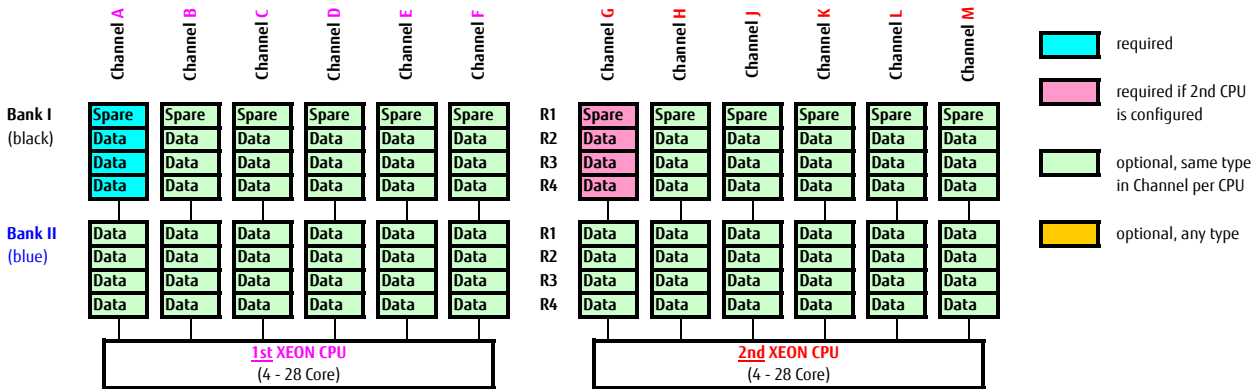 Channel A Channel B Channel C Channel D Channel E Channel F Channel G Channel H Channel J Channel K Channel L Channel M
required
required if 2nd CPU
is configured
optional, same type
in Channel per CPU
optional, any type
Bank I Spare Spare Spare Spare Spare Spare R1 Spare Spare Spare Spare Spare Spare
(black) Data Data Data Data Data Data R2 Data Data Data Data Data Data
Data Data Data Data Data Data R3 Data Data Data Data Data Data
Data Data Data Data Data Data R4 Data Data Data Data Data Data
Bank II Data Data Data Data Data Data R1 Data Data Data Data Data Data
(blue) Data Data Data Data Data Data R2 Data Data Data Data Data Data
Data Data Data Data Data Data R3 Data Data Data Data Data Data
Data Data Data Data Data Data R4 Data Data Data Data Data Data
1st XEON CPU
(4 - 28 Core)
2nd XEON CPU
(4 - 28 Core)